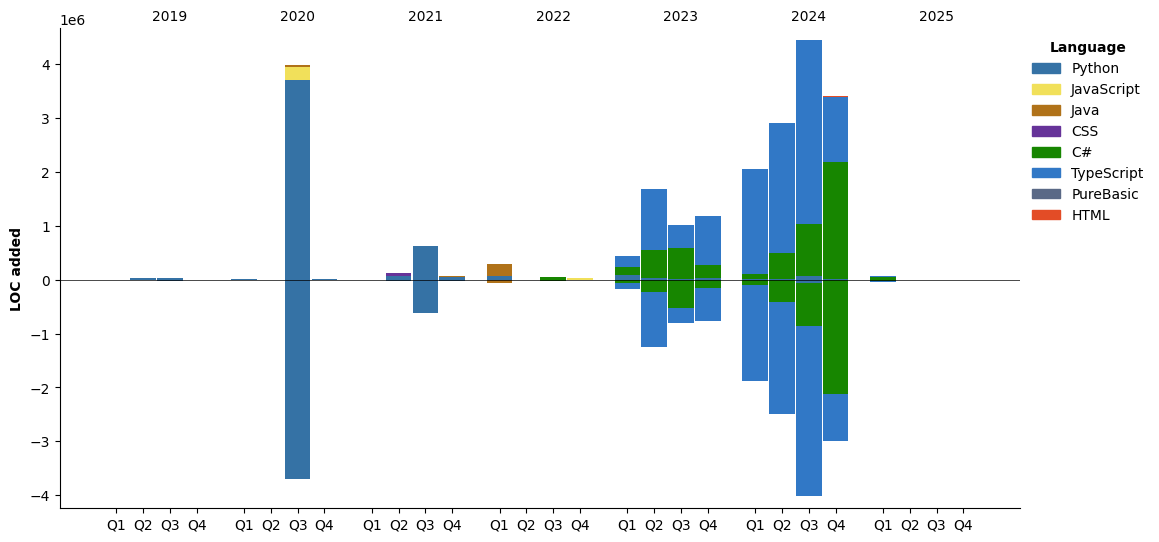 1e6
2019 2020 2021 2022 2023 2024 2025
LOC added
4
3
2
1
0
−1
−2
−3
−4
Q1 Q2 Q3 Q4 Q1 Q2 Q3 Q4 Q1 Q2 Q3 Q4 Q1 Q2 Q3 Q4 Q1 Q2 Q3 Q4 Q1 Q2 Q3 Q4 Q1 Q2 Q3 Q4
Language
Python
JavaScript
Java
CSS
C#
TypeScript
PureBasic
HTML